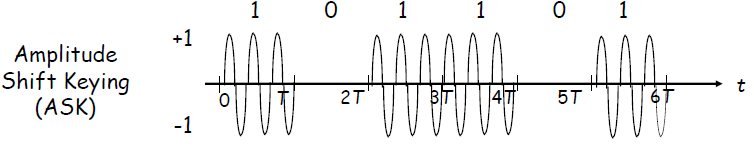 1 0 1 1 0 1
+1
Amplitude
Shift Keying
(ASK)
0 T 2T 3T 4T 5T 6T t
-1